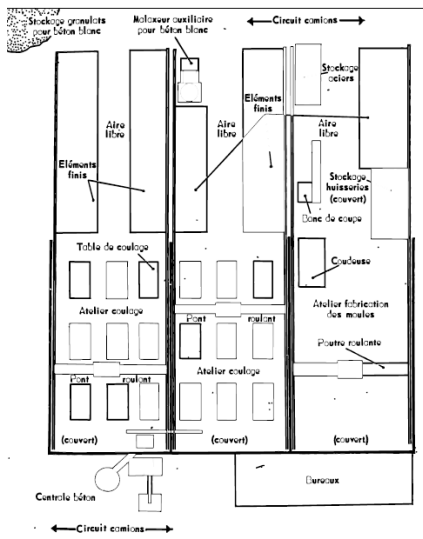 Stockage granulats
pour béton blanc
Malaxeur auxiliaire
pour béton blanc
Circuit camions
Stockage
aciers
Aire
libre
Aire
libre
Eléments
finis
Aire
libre
Eléments
finis
Stockage
huisseries
(couvert)
Banc de coupe
Table de coulage
Coudeuse
Atelier coulage
Pont roulant
Atelier fabrication
des moules
Poutre roulante
Atelier coulage
Pont roulant
(couvert)
(couvert)
(couvert)
Centrale béton
Bureaux
Circuit camions